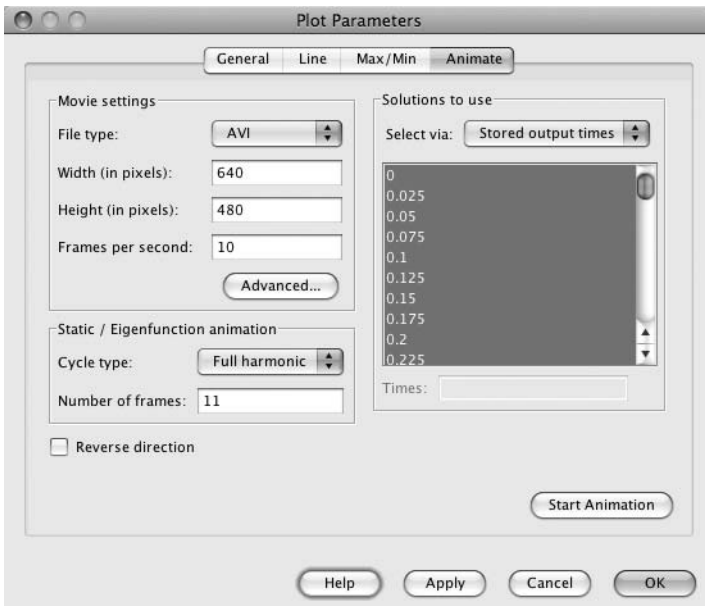 Plot Parameters
General Line Max/Min Animate
Movie settings
File type: AVI
Width (in pixels): 640
Height (in pixels): 480
Frames per second: 10
Advanced...
Static / Eigenfunction animation
Cycle type: Full harmonic
Number of frames: 11
Reverse direction
Solutions to use
Select via: Stored output times
0
0.025
0.05
0.075
0.1
0.125
0.15
0.175
0.2
0.225
Times:
Start Animation
Help Apply Cancel OK